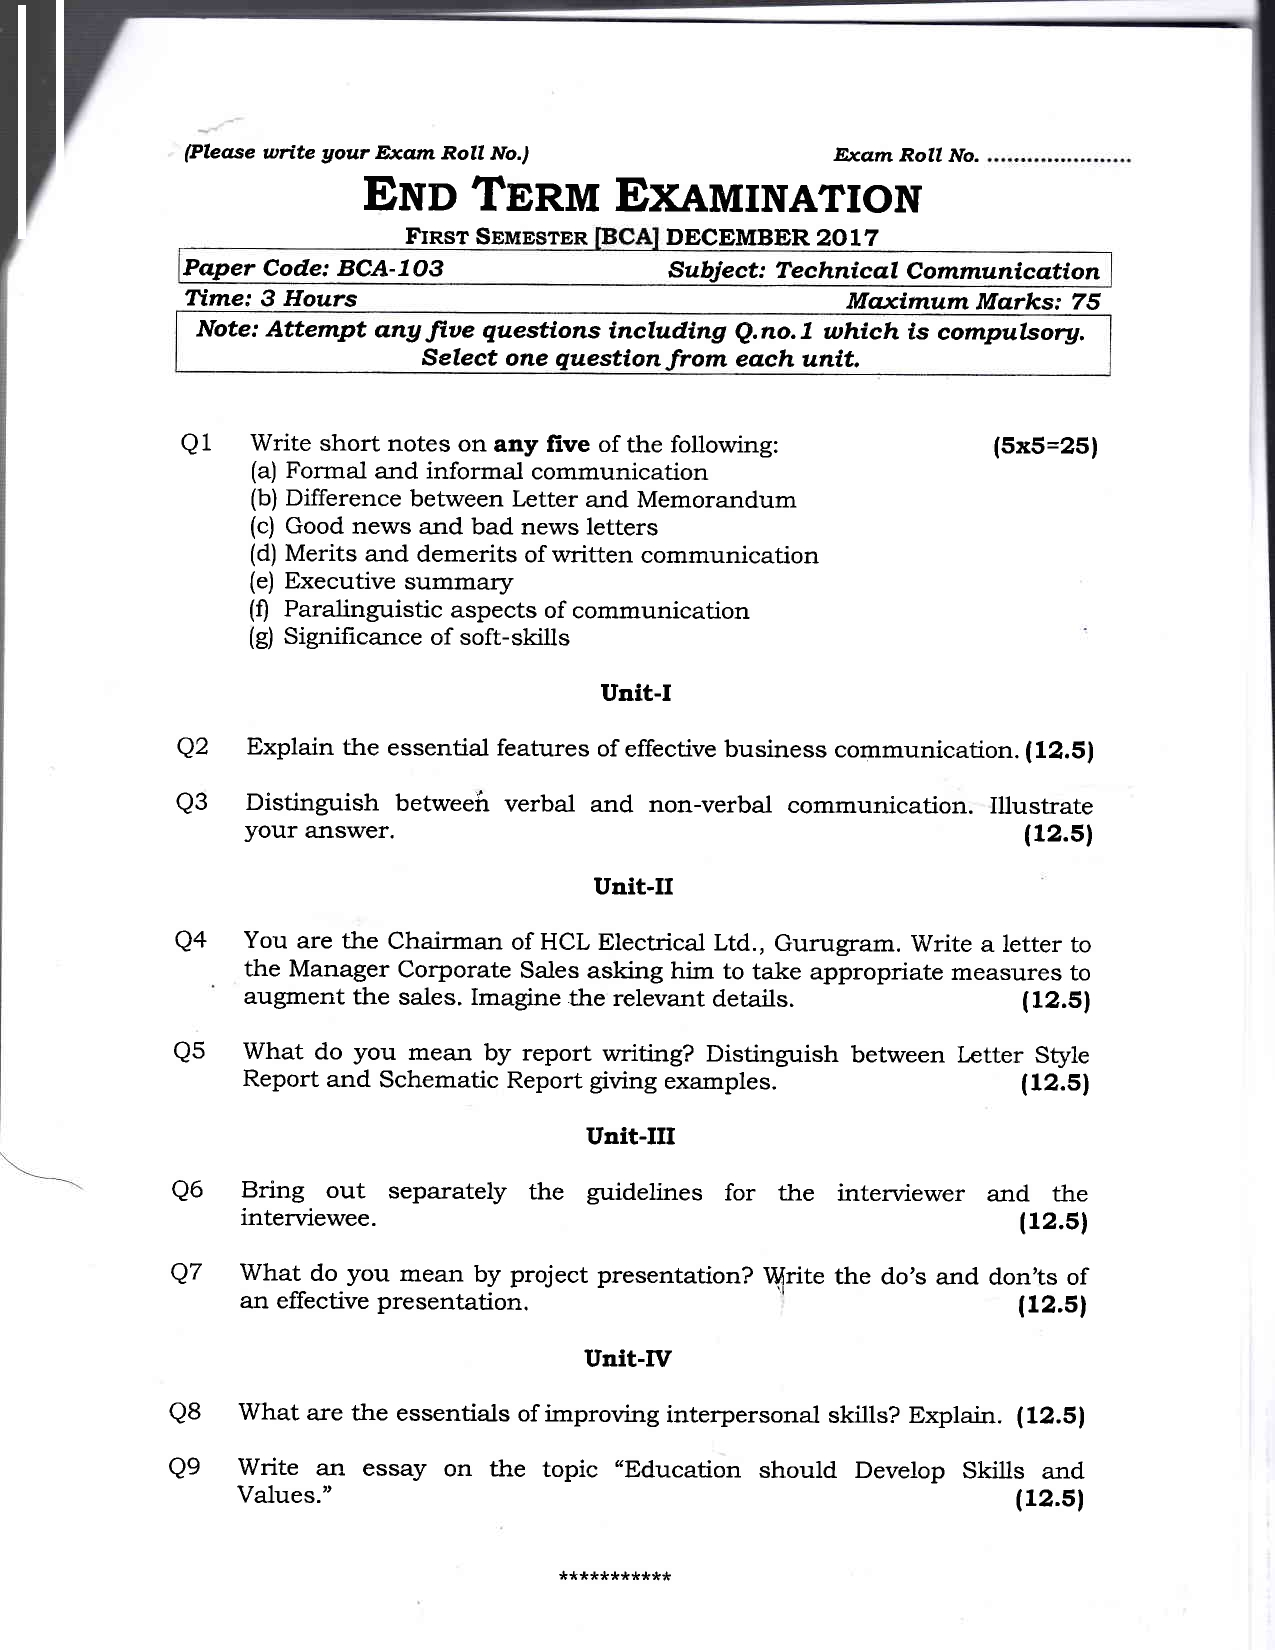 (Please write your Exam Roll No.) Exam Roll No. ......................
END TERM EXAMINATION
FIRST SEMESTER [BCA] DECEMBER 2017
Paper Code: BCA-103 Subject: Technical Communication
Time: 3 Hours Maximum Marks: 75
Note: Attempt any five questions including Q.no.1 which is compulsory.
Select one question from each unit.
Q1 Write short notes on any five of the following: (5x5=25)
(a) Formal and informal communication
(b) Difference between Letter and Memorandum
(c) Good news and bad news letters
(d) Merits and demerits of written communication
(e) Executive summary
(f) Paralinguistic aspects of communication
(g) Significance of soft-skills
Unit-I
Q2 Explain the essential features of effective business communication. (12.5)
Q3 Distinguish between verbal and non-verbal communication. Illustrate
your answer. (12.5)
Unit-II
Q4 You are the Chairman of HCL Electrical Ltd., Gurugram. Write a letter to
the Manager Corporate Sales asking him to take appropriate measures to
augment the sales. Imagine the relevant details. (12.5)
Q5 What do you mean by report writing? Distinguish between Letter Style
Report and Schematic Report giving examples. (12.5)
Unit-III
Q6 Bring out separately the guidelines for the interviewer and the
interviewee. (12.5)
Q7 What do you mean by project presentation? Write the do's and don'ts of
an effective presentation. (12.5)
Unit-IV
Q8 What are the essentials of improving interpersonal skills? Explain. (12.5)
Q9 Write an essay on the topic “Education should Develop Skills and
Values.” (12.5)
***********